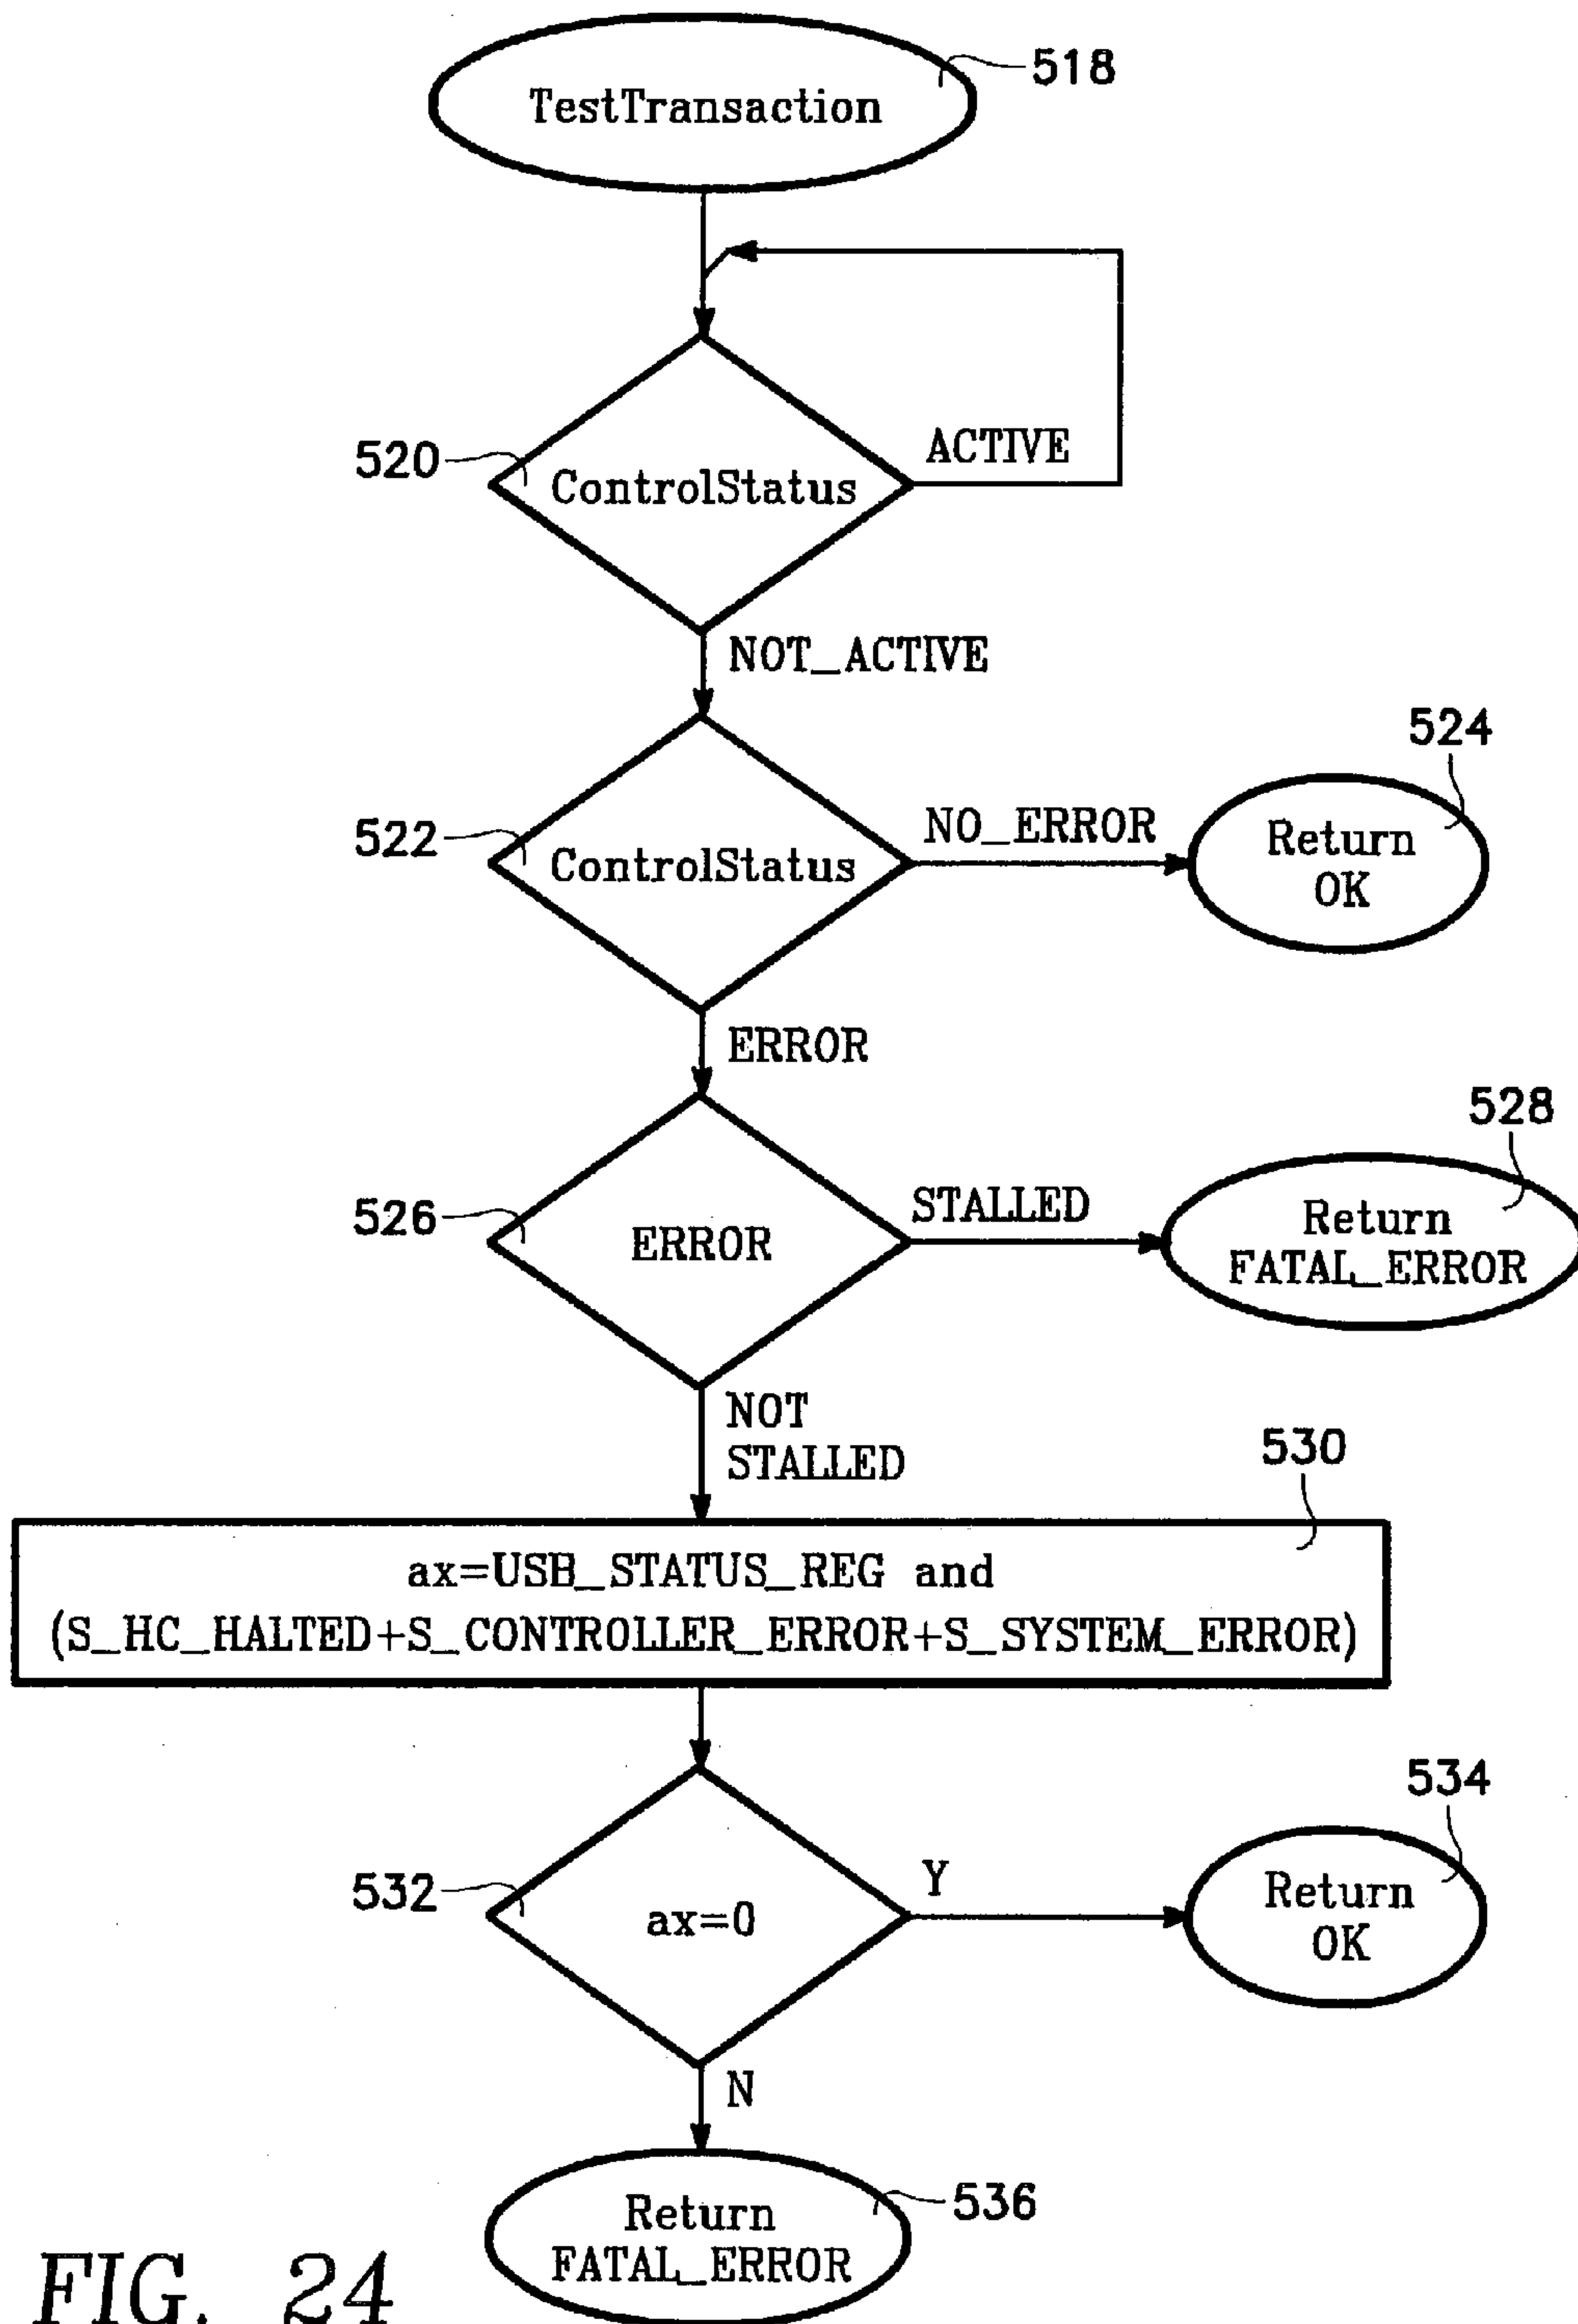 TestTransaction
518
520
ControlStatus
ACTIVE
NOT_ACTIVE
522
ControlStatus
NO_ERROR
524
Return
OK
ERROR
526
ERROR
STALLED
528
Return
FATAL_ERROR
NOT
STALLED
530
ax=USB_STATUS_REG and
(S_HC_HALTED+S_CONTROLLER_ERROR+S_SYSTEM_ERROR)
532
ax=0
Y
534
Return
OK
N
Return
FATAL_ERROR
536
FIG. 24